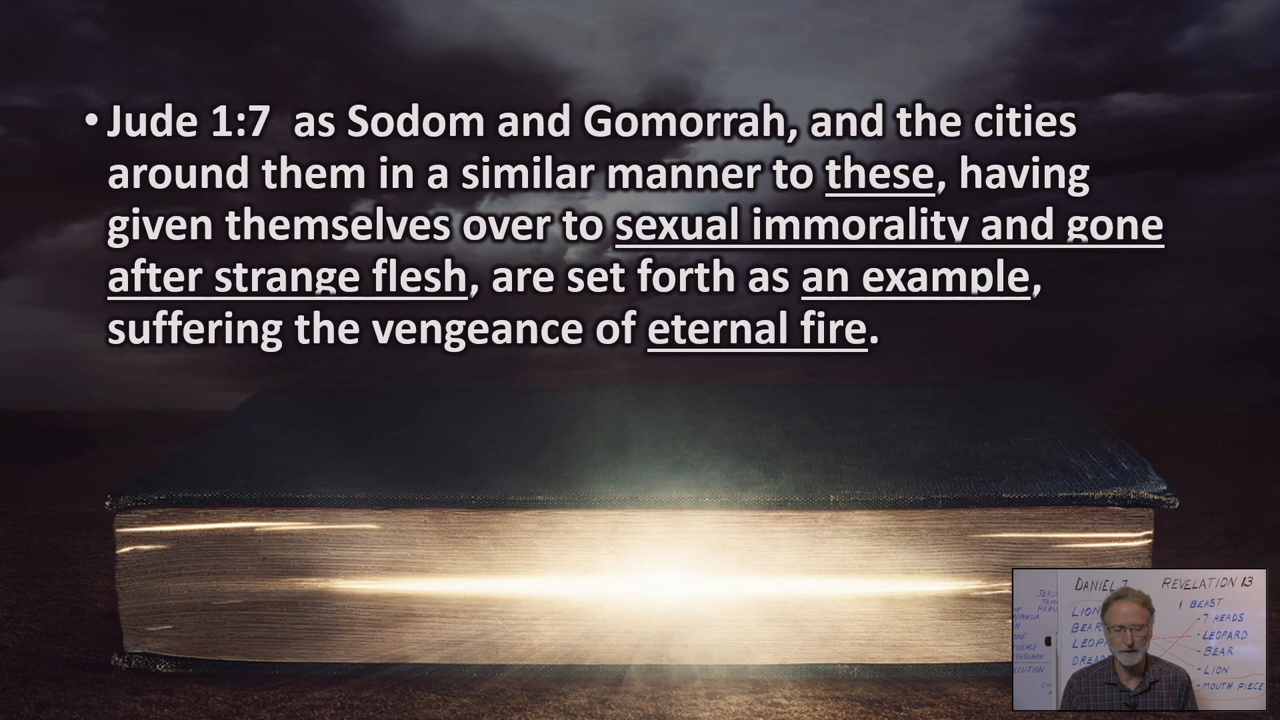 • Jude 1:7 as Sodom and Gomorrah, and the cities
around them in a similar manner to these, having
given themselves over to sexual immorality and gone
after strange flesh, are set forth as an example,
suffering the vengeance of eternal fire.
DANIEL 7
LION
BEAR
REVELATION 13
1 BEAST
- 7 HEADS
- LEOPARD
- BEAR
- LION
- MOUTH PIECE